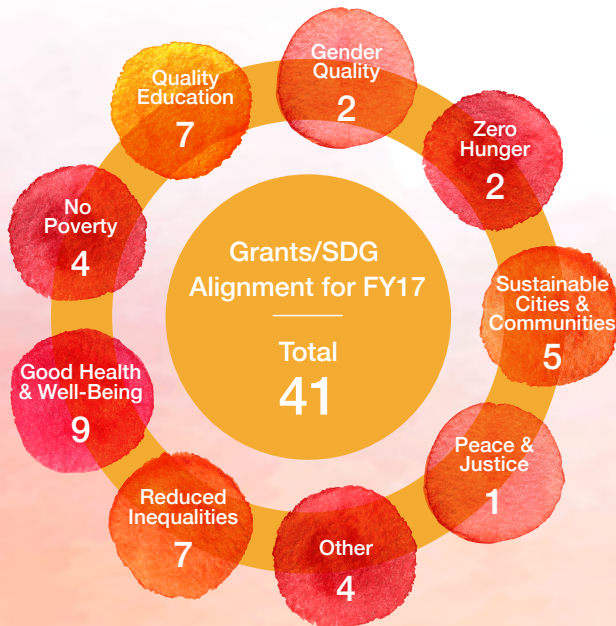 Gender
Quality
2
Zero
Hunger
2
Sustainable
Cities &
Communities
5
Peace &
Justice
1
Other
4
Reduced
Inequalities
7
Good Health
& Well-Being
9
No
Poverty
4
Quality
Education
7
Grants/SDG
Alignment for FY17
Total
41